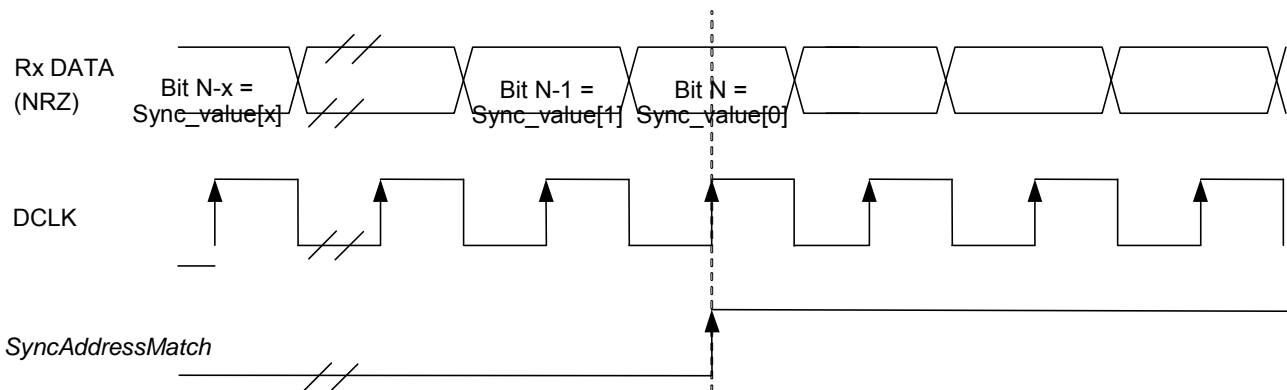 Rx DATA
(NRZ)
Bit N-x =
Sync_value[x]
Bit N-1 =
Sync_value[1]
Bit N =
Sync_value[0]
DCLK
SyncAddressMatch